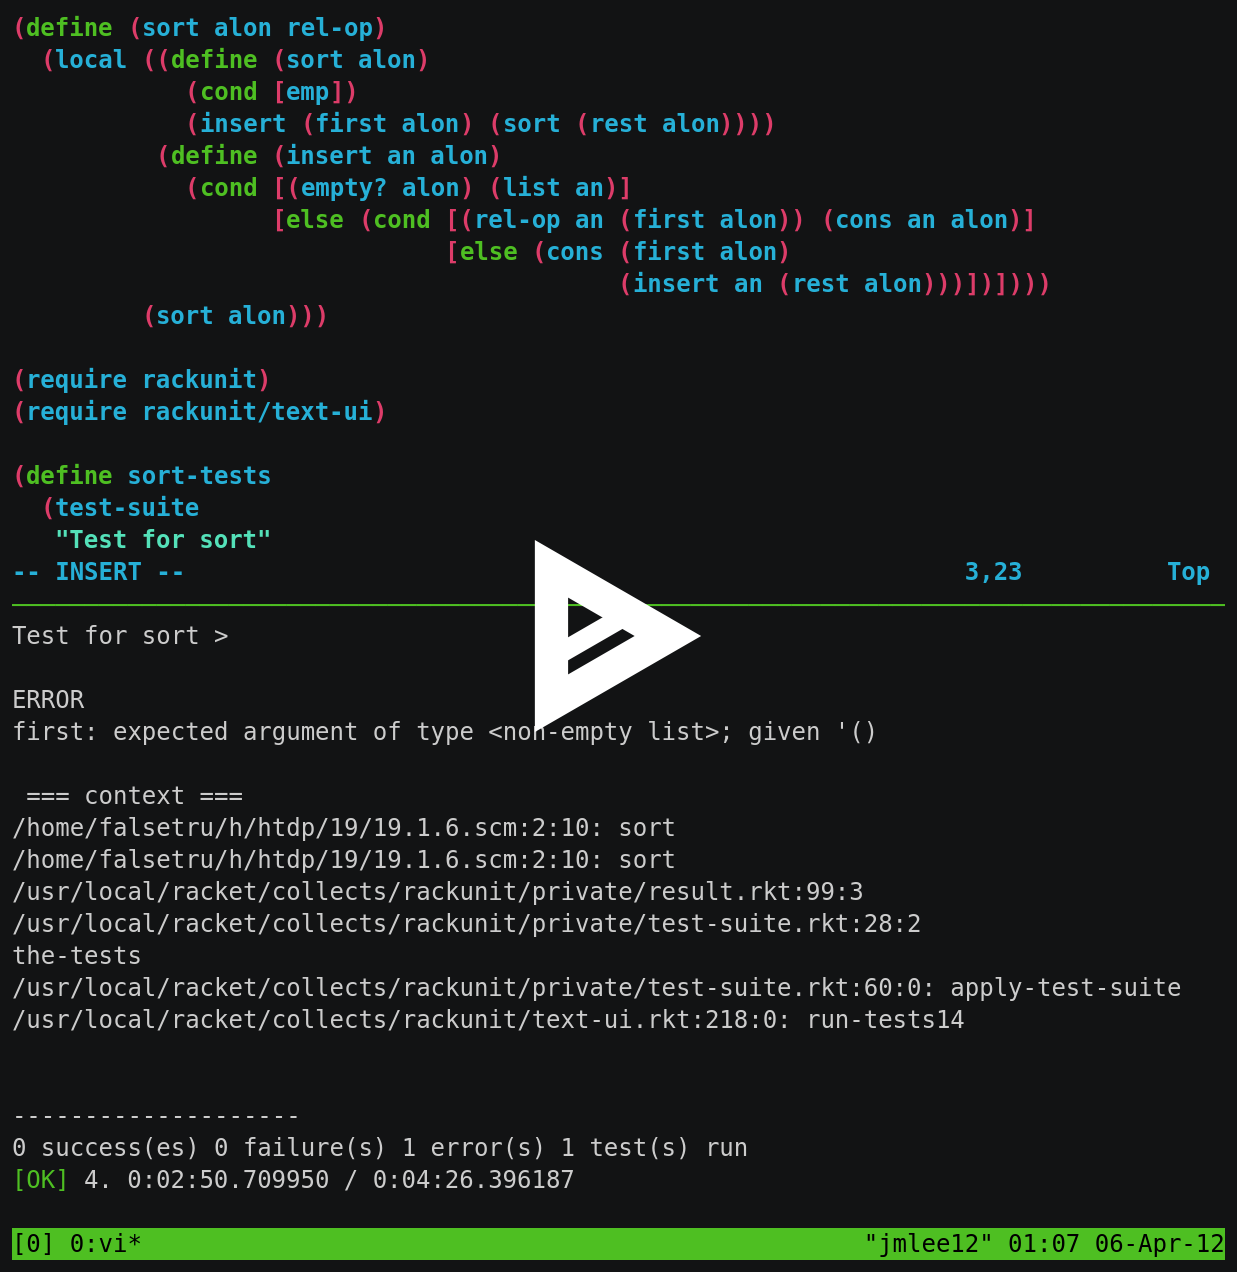 (define (sort alon rel-op)
  (local ((define (sort alon)
            (cond [emp])
            (insert (first alon) (sort (rest alon))))
          (define (insert an alon)
            (cond [(empty? alon) (list an)]
                  [else (cond [(rel-op an (first alon)) (cons an alon)]
                              [else (cons (first alon)
                                          (insert an (rest alon)))])])))
         (sort alon)))
(require rackunit)
(require rackunit/text-ui)
(define sort-tests
  (test-suite
   "Test for sort"
-- INSERT --                                                      3,23          Top
Test for sort >
ERROR
first: expected argument of type <non-empty list>; given '()
 === context ===
/home/falsetru/h/htdp/19/19.1.6.scm:2:10: sort
/home/falsetru/h/htdp/19/19.1.6.scm:2:10: sort
/usr/local/racket/collects/rackunit/private/result.rkt:99:3
/usr/local/racket/collects/rackunit/private/test-suite.rkt:28:2
the-tests
/usr/local/racket/collects/rackunit/private/test-suite.rkt:60:0: apply-test-suite
/usr/local/racket/collects/rackunit/text-ui.rkt:218:0: run-tests14
--------------------
0 success(es) 0 failure(s) 1 error(s) 1 test(s) run
[OK] 4. 0:02:50.709950 / 0:04:26.396187
[0] 0:vi*                                                  "jmlee12" 01:07 06-Apr-12